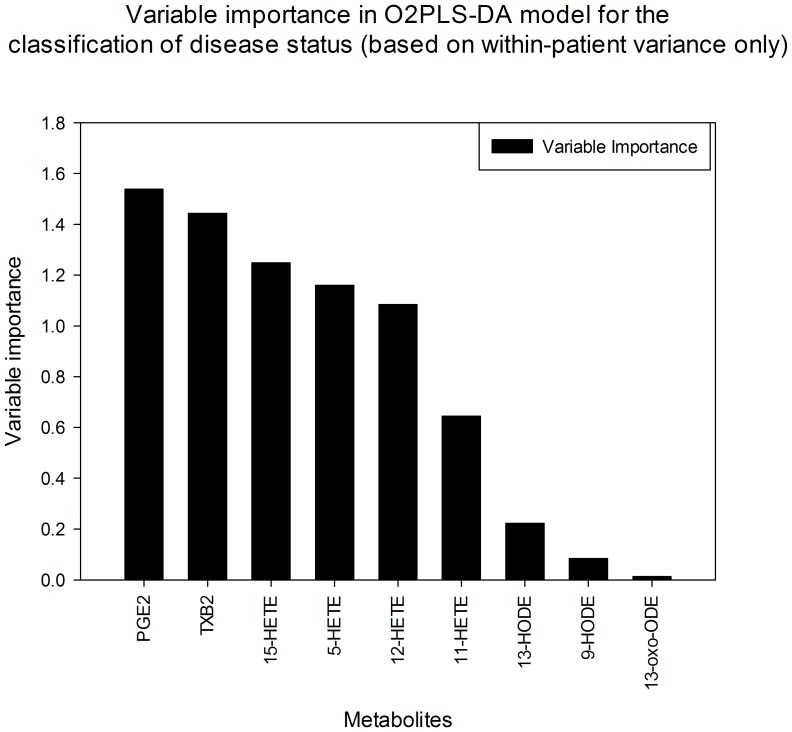 Variable importance in O2PLS-DA model for the
classification of disease status (based on within-patient variance only)
1.8
1.6
1.4
1.2
1.0
0.8
0.6
0.4
0.2
0.0
Variable importance
Variable Importance
PGE2
TXB2
15-HETE
5-HETE
12-HETE
11-HETE
13-HODE
9-HODE
13-oxo-ODE
Metabolites